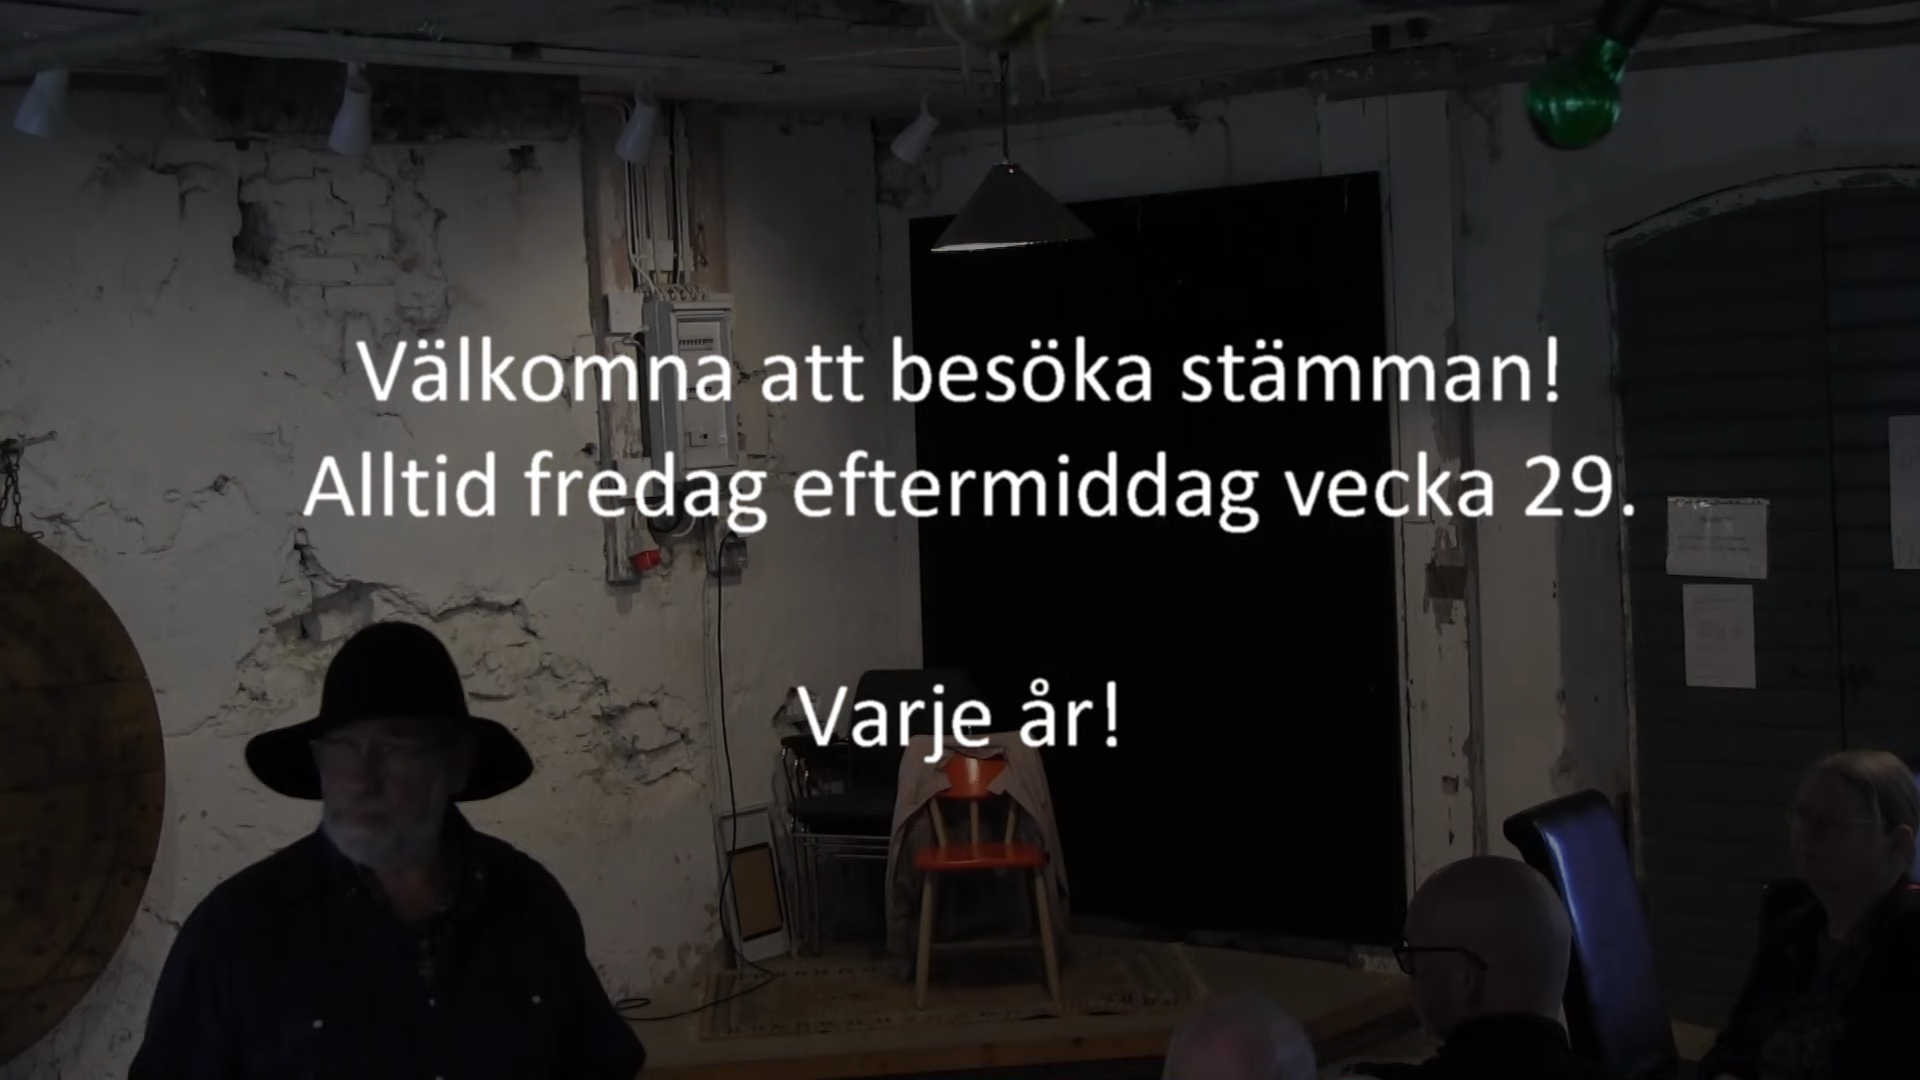 Välkomna att besöka stämman!
Alltid fredag eftermiddag vecka 29.
Varje år!